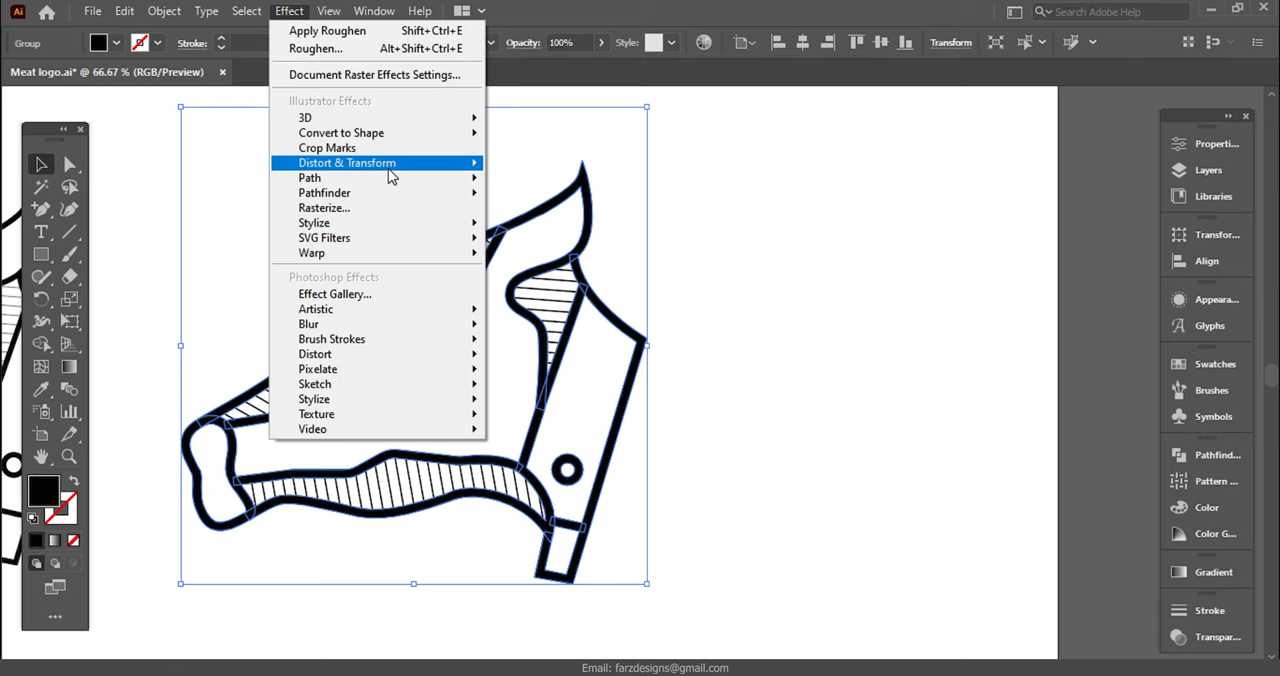 Ai File Edit Object Type Select Effect View Window Help Search Adobe Help
Group Stroke: Opacity: 100% Style: Transform
Meat logo.ai* @ 66.67 % (RGB/Preview) ×
Apply Roughen Shift+Ctrl+E
Roughen... Alt+Shift+Ctrl+E
Document Raster Effects Settings...
Illustrator Effects
3D
Convert to Shape
Crop Marks
Distort & Transform
Path
Pathfinder
Rasterize...
Stylize
SVG Filters
Warp
Photoshop Effects
Effect Gallery...
Artistic
Blur
Brush Strokes
Distort
Pixelate
Sketch
Stylize
Texture
Video
Properti...
Layers
Libraries
Transfor...
Align
Appeara...
Glyphs
Swatches
Brushes
Symbols
Pathfin...
Pattern ...
Color
Color G...
Gradient
Stroke
Transpar...
Email: farzdesigns@gmail.com